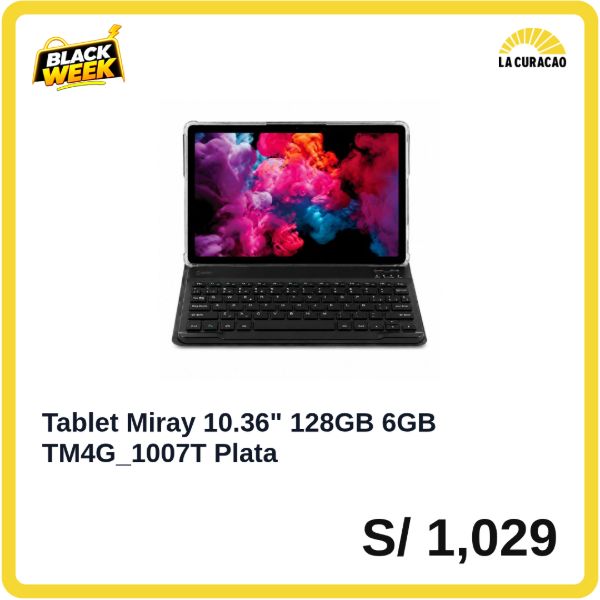 BLACK
WEEK
LA CURACAO
Tablet Miray 10.36" 128GB 6GB
TM4G_1007T Plata
S/ 1,029